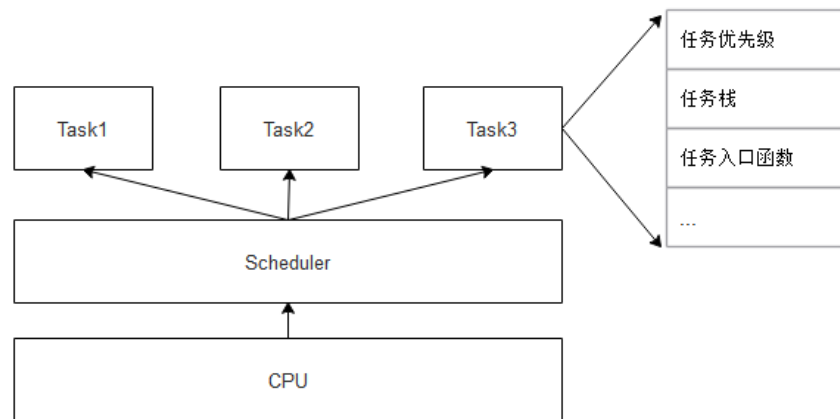 任务优先级
任务栈
任务入口函数
...
Task1
Task2
Task3
Scheduler
CPU